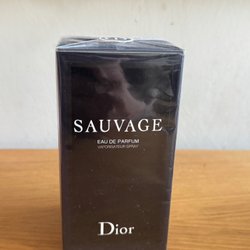 SAUVAGE
EAU DE PARFUM
VAPORISATEUR SPRAY
Dior